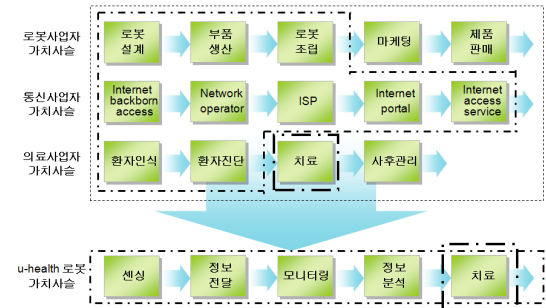 로봇사업자
가치사슬
로봇
설계
부품
생산
로봇
조립
마케팅
제품
판매
통신사업자
가치사슬
Internet
backborn
access
Network
operator
ISP
Internet
portal
Internet
access
service
의료사업자
가치사슬
환자인식
환자진단
치료
사후관리
u-health 로봇
가치사슬
센싱
정보
전달
모니터링
정보
분석
치료